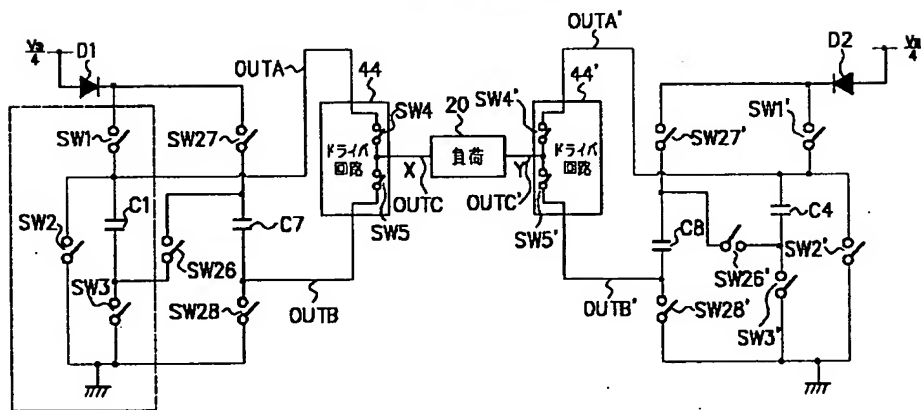 OUTA'
Vs/4
D1
OUTA
44
44'
D2
Vs/4
SW1
SW27
SW4
20
SW4'
SW27'
SW1'
ドライバ
回路
負荷
ドライバ
回路
X
Y
OUTC
OUTC'
SW2
C1
C7
SW26
SW5
SW5'
C8
C4
SW2'
SW26'
SW3
SW28
OUTB
OUTB'
SW28'
SW3'